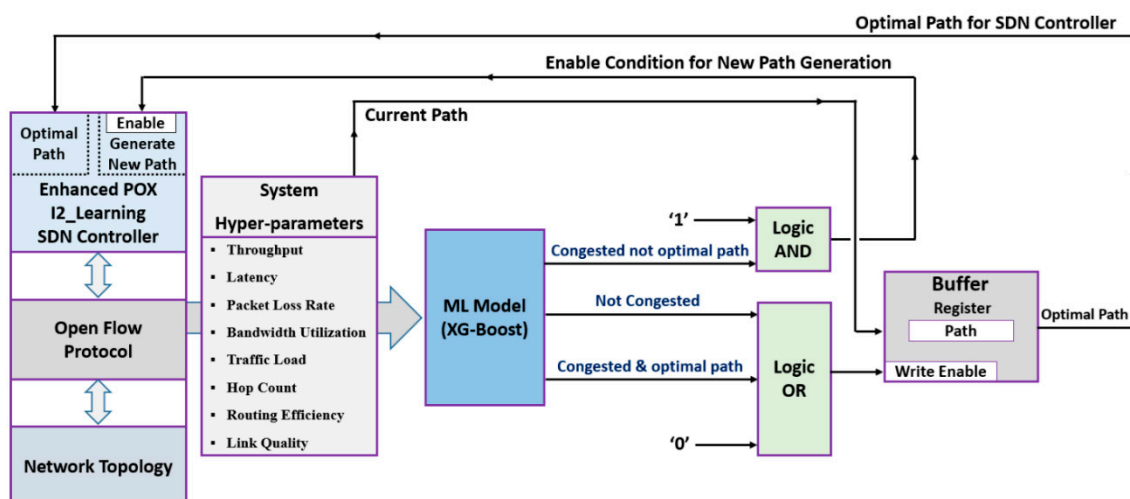 Optimal Path for SDN Controller
Enable Condition for New Path Generation
Current Path
Optimal
Path
Enable
Generate
New Path
Enhanced POX
I2_Learning
SDN Controller
Open Flow
Protocol
Network Topology
System
Hyper-parameters
▪ Throughput
▪ Latency
▪ Packet Loss Rate
▪ Bandwidth Utilization
▪ Traffic Load
▪ Hop Count
▪ Routing Efficiency
▪ Link Quality
ML Model
(XG-Boost)
Congested not optimal path
Not Congested
Congested & optimal path
‘1’
Logic
AND
Logic
OR
‘0’
Buffer
Register
Path
Write Enable
Optimal Path